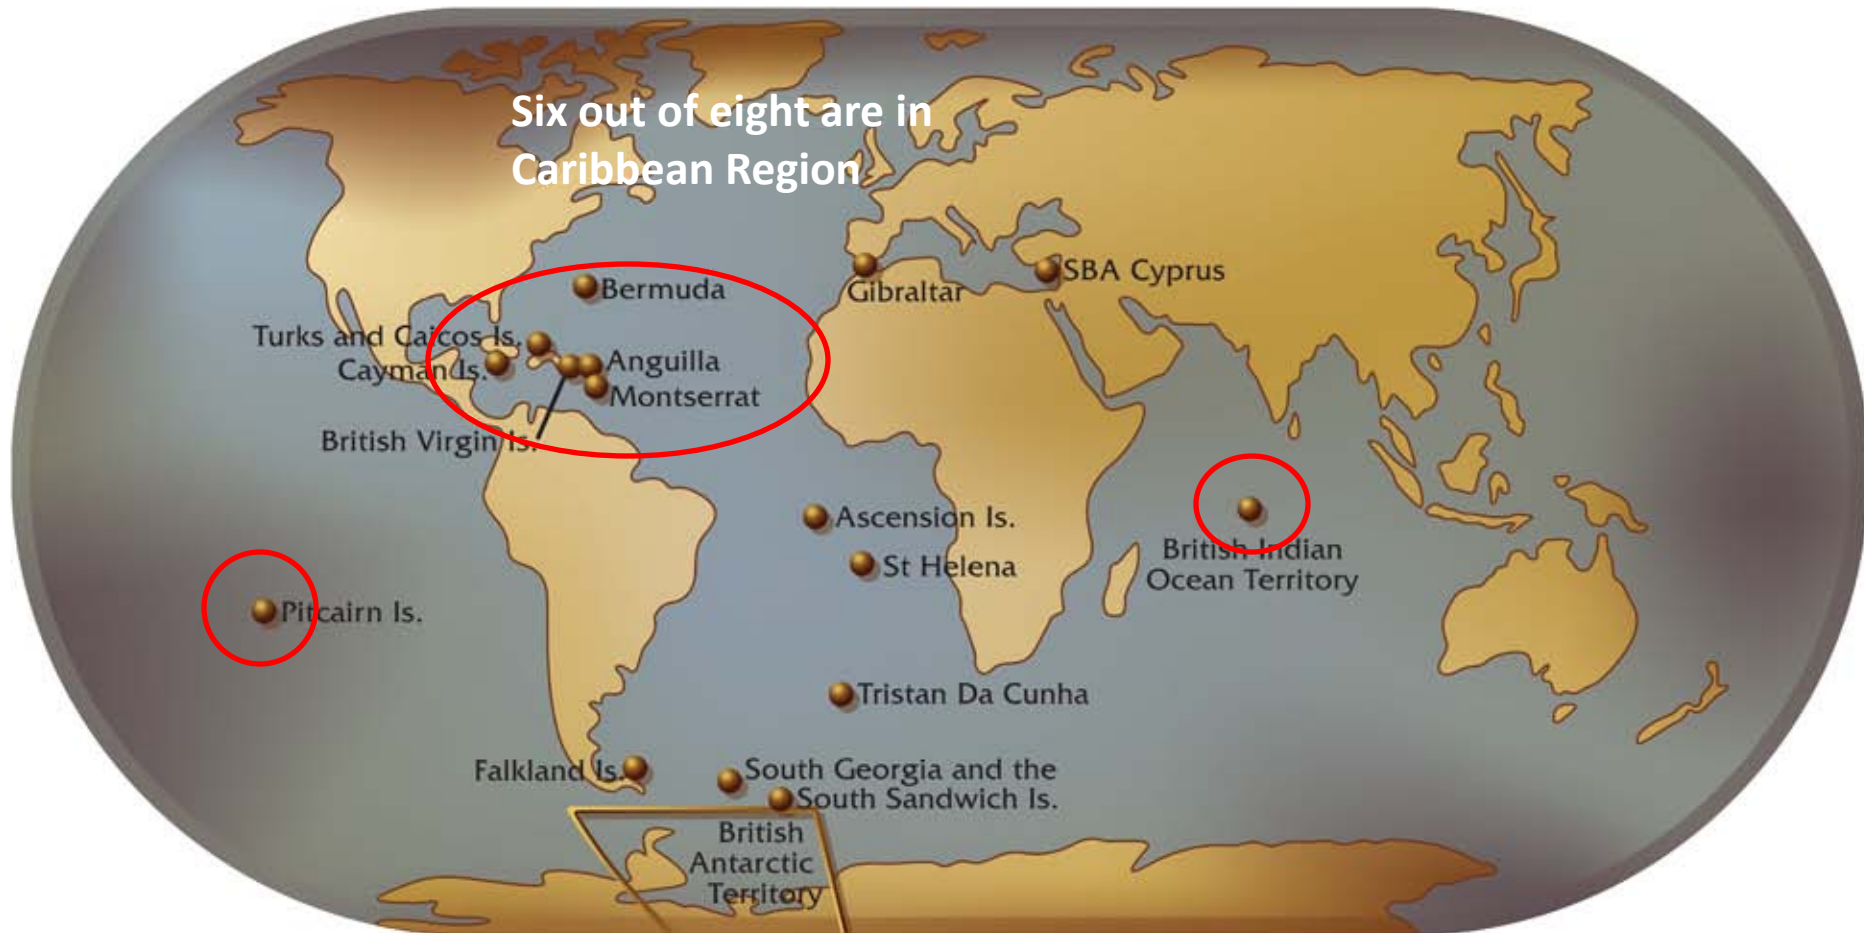 Six out of eight are in
Caribbean Region
Bermuda
Gibraltar
SBA Cyprus
Turks and Caicos Is.
Cayman Is.
Anguilla
Montserrat
British Virgin Is.
Ascension Is.
St Helena
British Indian
Ocean Territory
Pitcairn Is.
Tristan Da Cunha
Falkland Is.
South Georgia and the
South Sandwich Is.
British
Antarctic
Territory